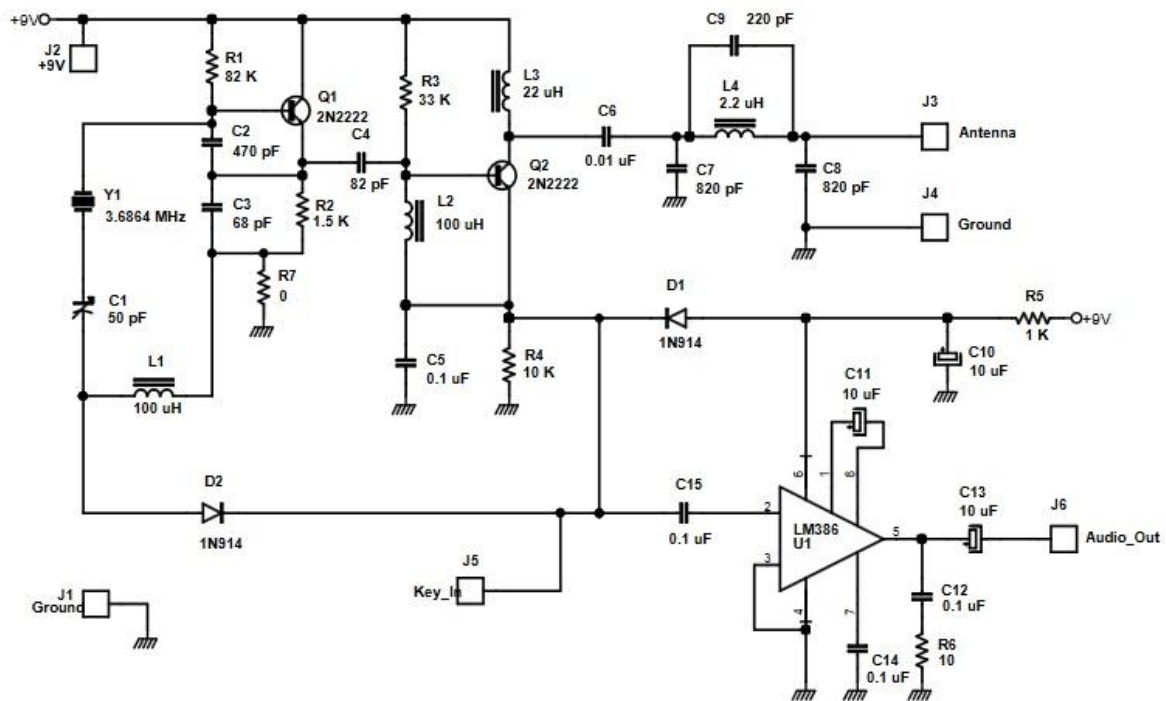 +9V
J2
+9V
R1
82 K
Q1
2N2222
C2
470 pF
C3
68 pF
R2
1.5 K
R7
0
Y1
3.6864 MHz
C1
50 pF
L1
100 uH
C4
82 pF
R3
33 K
L2
100 uH
C5
0.1 uF
L3
22 uH
Q2
2N2222
R4
10 K
C6
0.01 uF
C9
220 pF
L4
2.2 uH
C7
820 pF
C8
820 pF
J3
Antenna
J4
Ground
D1
1N914
R5
1 K
+9V
C10
10 uF
C11
10 uF
D2
1N914
J5
Key_In
C15
0.1 uF
2
3
6
1
8
LM386
U1
5
4
7
C13
10 uF
J6
Audio_Out
C12
0.1 uF
R6
10
C14
0.1 uF
J1
Ground